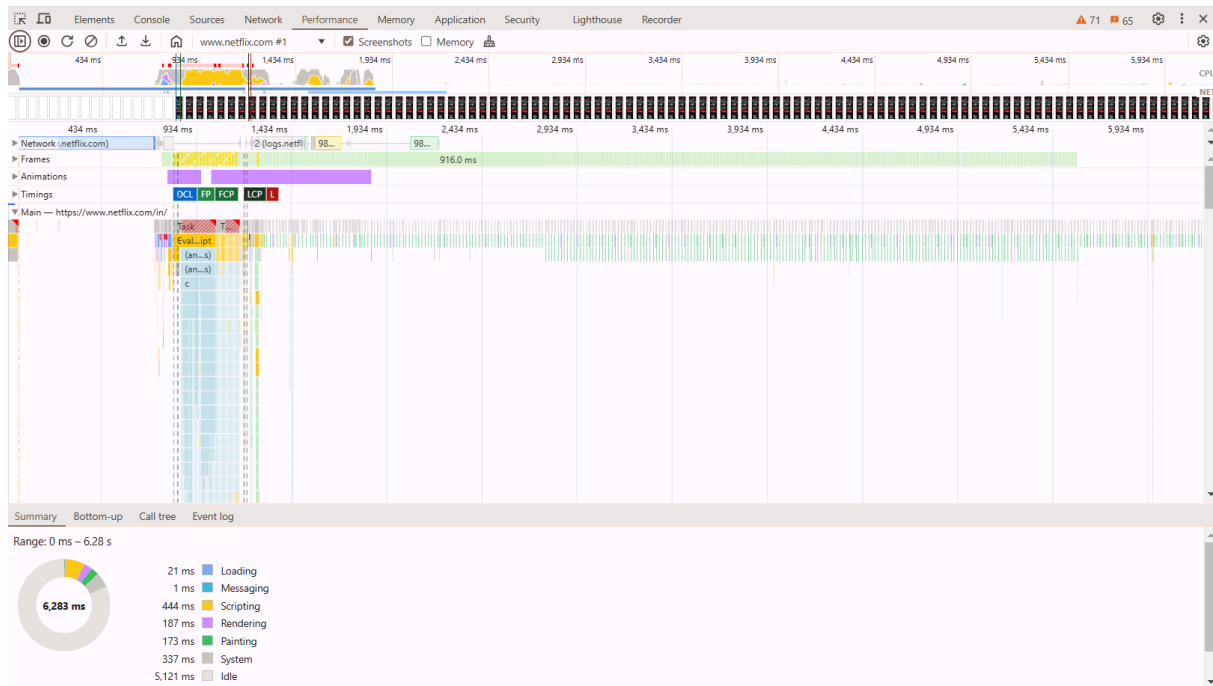 Elements Console Sources Network Performance Memory Application Security Lighthouse Recorder 71 65
www.netflix.com #1 Screenshots Memory
434 ms 934 ms 1,434 ms 1,934 ms 2,434 ms 2,934 ms 3,434 ms 3,934 ms 4,434 ms 4,934 ms 5,434 ms 5,934 ms
CPU
NET
434 ms 934 ms 1,434 ms 1,934 ms 2,434 ms 2,934 ms 3,434 ms 3,934 ms 4,434 ms 4,934 ms 5,434 ms 5,934 ms
Network .netflix.com) 2 (logs.netfl 98... 98...
Frames 916.0 ms
Animations
Timings DCL FP FCP LCP L
Main — https://www.netflix.com/in/
Task T...
Eval...ipt
(an...s)
(an...s)
c
Summary Bottom-up Call tree Event log
Range: 0 ms – 6.28 s
6,283 ms
21 ms Loading
1 ms Messaging
444 ms Scripting
187 ms Rendering
173 ms Painting
337 ms System
5,121 ms Idle